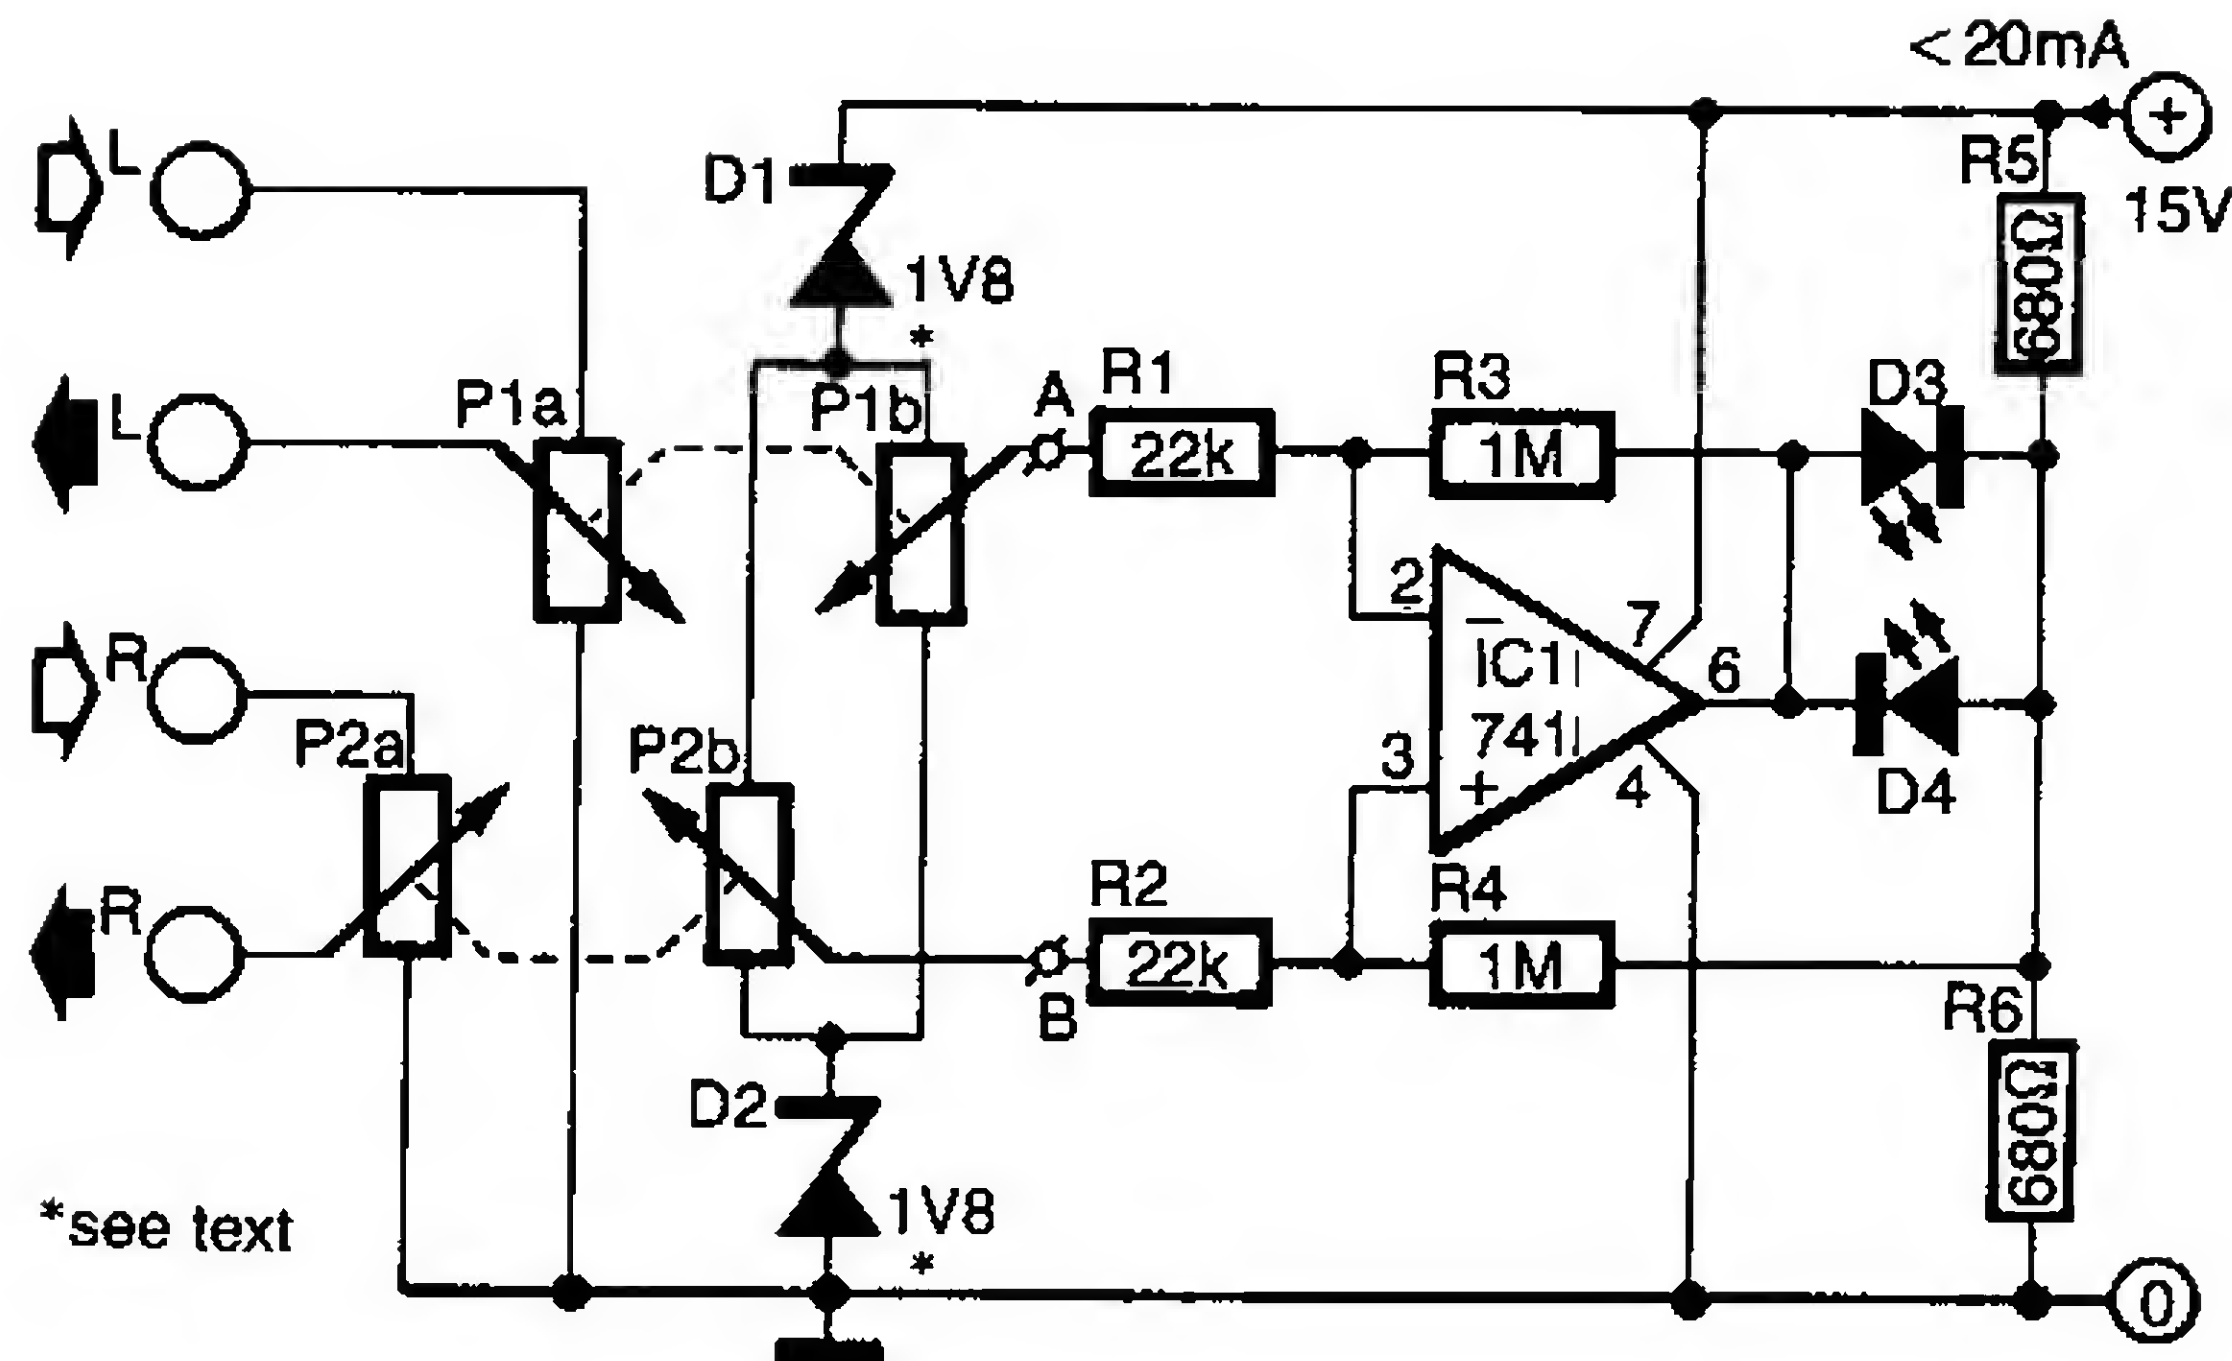 <20mA
L
D1
R5
+
15V
680Ω
1V8
*
L
P1a
P1b
A
R1
22k
R3
1M
D3
2
−
7
IC1
6
R
P2a
P2b
741
3
+
4
D4
R
R2
22k
R4
1M
B
R6
680Ω
D2
1V8
*
*see text
0